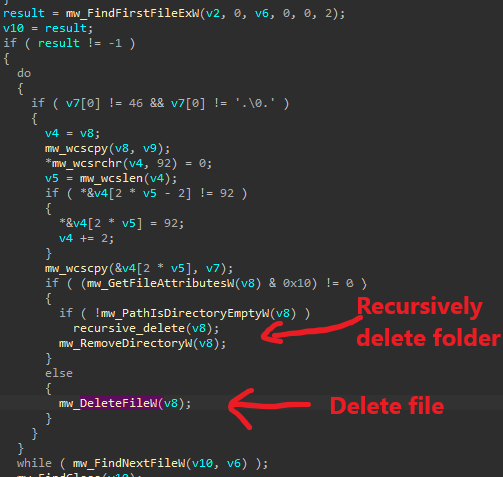 result = mw_FindFirstFileExW(v2, 0, v6, 0, 0, 2);
v10 = result;
if ( result != -1 )
{
do
{
if ( v7[0] != 46 && v7[0] != '.\0.' )
{
v4 = v8;
mw_wcscpy(v8, v9);
*mw_wcsrchr(v4, 92) = 0;
v5 = mw_wcslen(v4);
if ( *&v4[2 * v5 - 2] != 92 )
{
*&v4[2 * v5] = 92;
v4 += 2;
}
mw_wcscpy(&v4[2 * v5], v7);
if ( (mw_GetFileAttributesW(v8) & 0x10) != 0 )
{
if ( !mw_PathIsDirectoryEmptyW(v8) )
recursive_delete(v8);
mw_RemoveDirectoryW(v8);
}
else
{
mw_DeleteFileW(v8);
}
}
}
while ( mw_FindNextFileW(v10, v6) );
Recursively
delete folder
Delete file